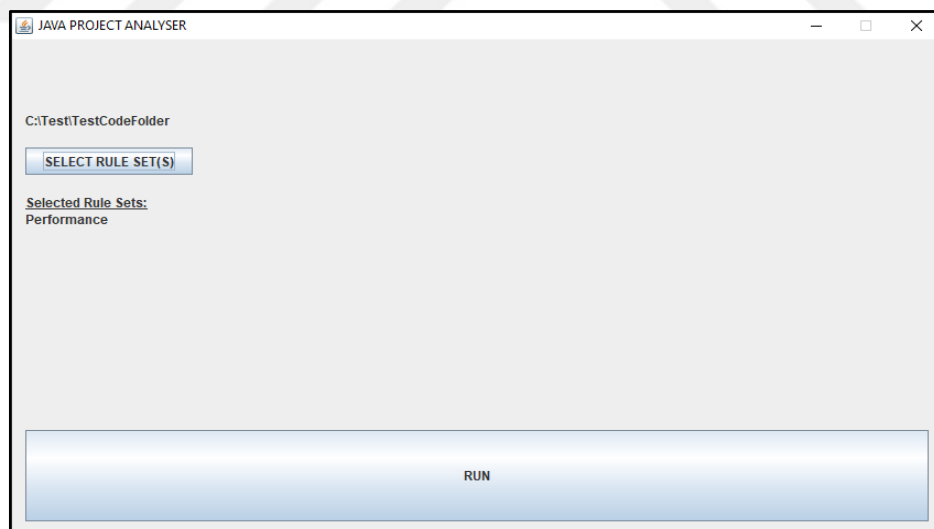 JAVA PROJECT ANALYSER
C:\Test\TestCodeFolder
SELECT RULE SET(S)
Selected Rule Sets:
Performance
RUN